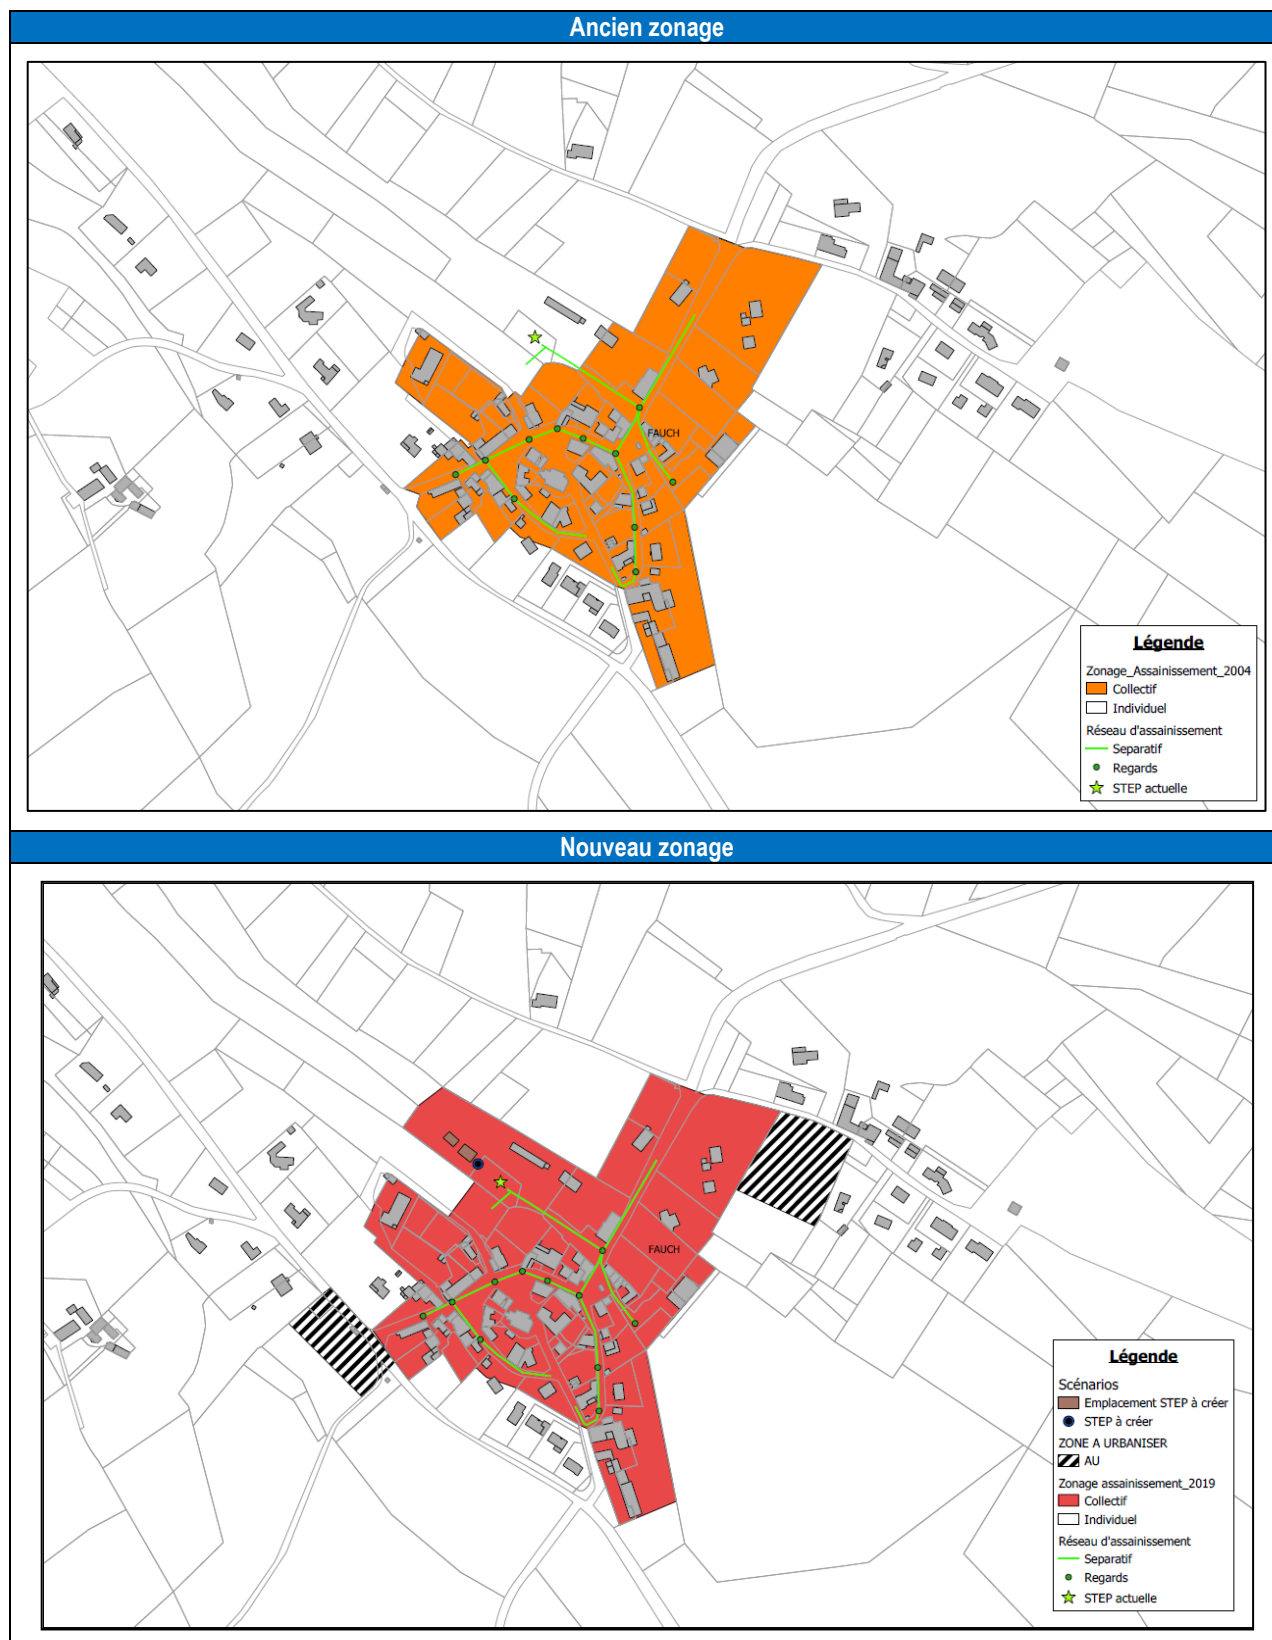 Ancien zonage
FAUCH
Légende
Zonage_Assainissement_2004
Collectif
Individuel
Réseau d'assainissement
Separatif
Regards
STEP actuelle
Nouveau zonage
FAUCH
Légende
Scénarios
Emplacement STEP à créer
STEP à créer
ZONE A URBANISER
AU
Zonage assainissement_2019
Collectif
Individuel
Réseau d'assainissement
Separatif
Regards
STEP actuelle